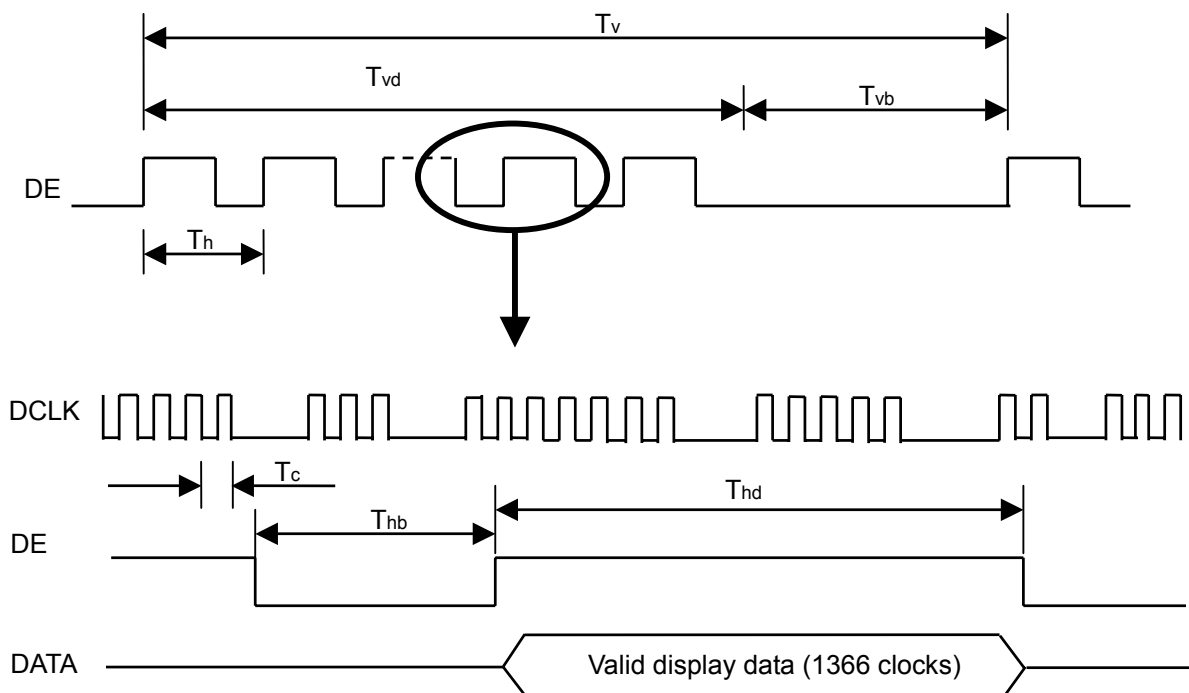 Tv
Tvd
Tvb
DE
Th
DCLK
Tc
Thb
Thd
DE
DATA
Valid display data (1366 clocks)